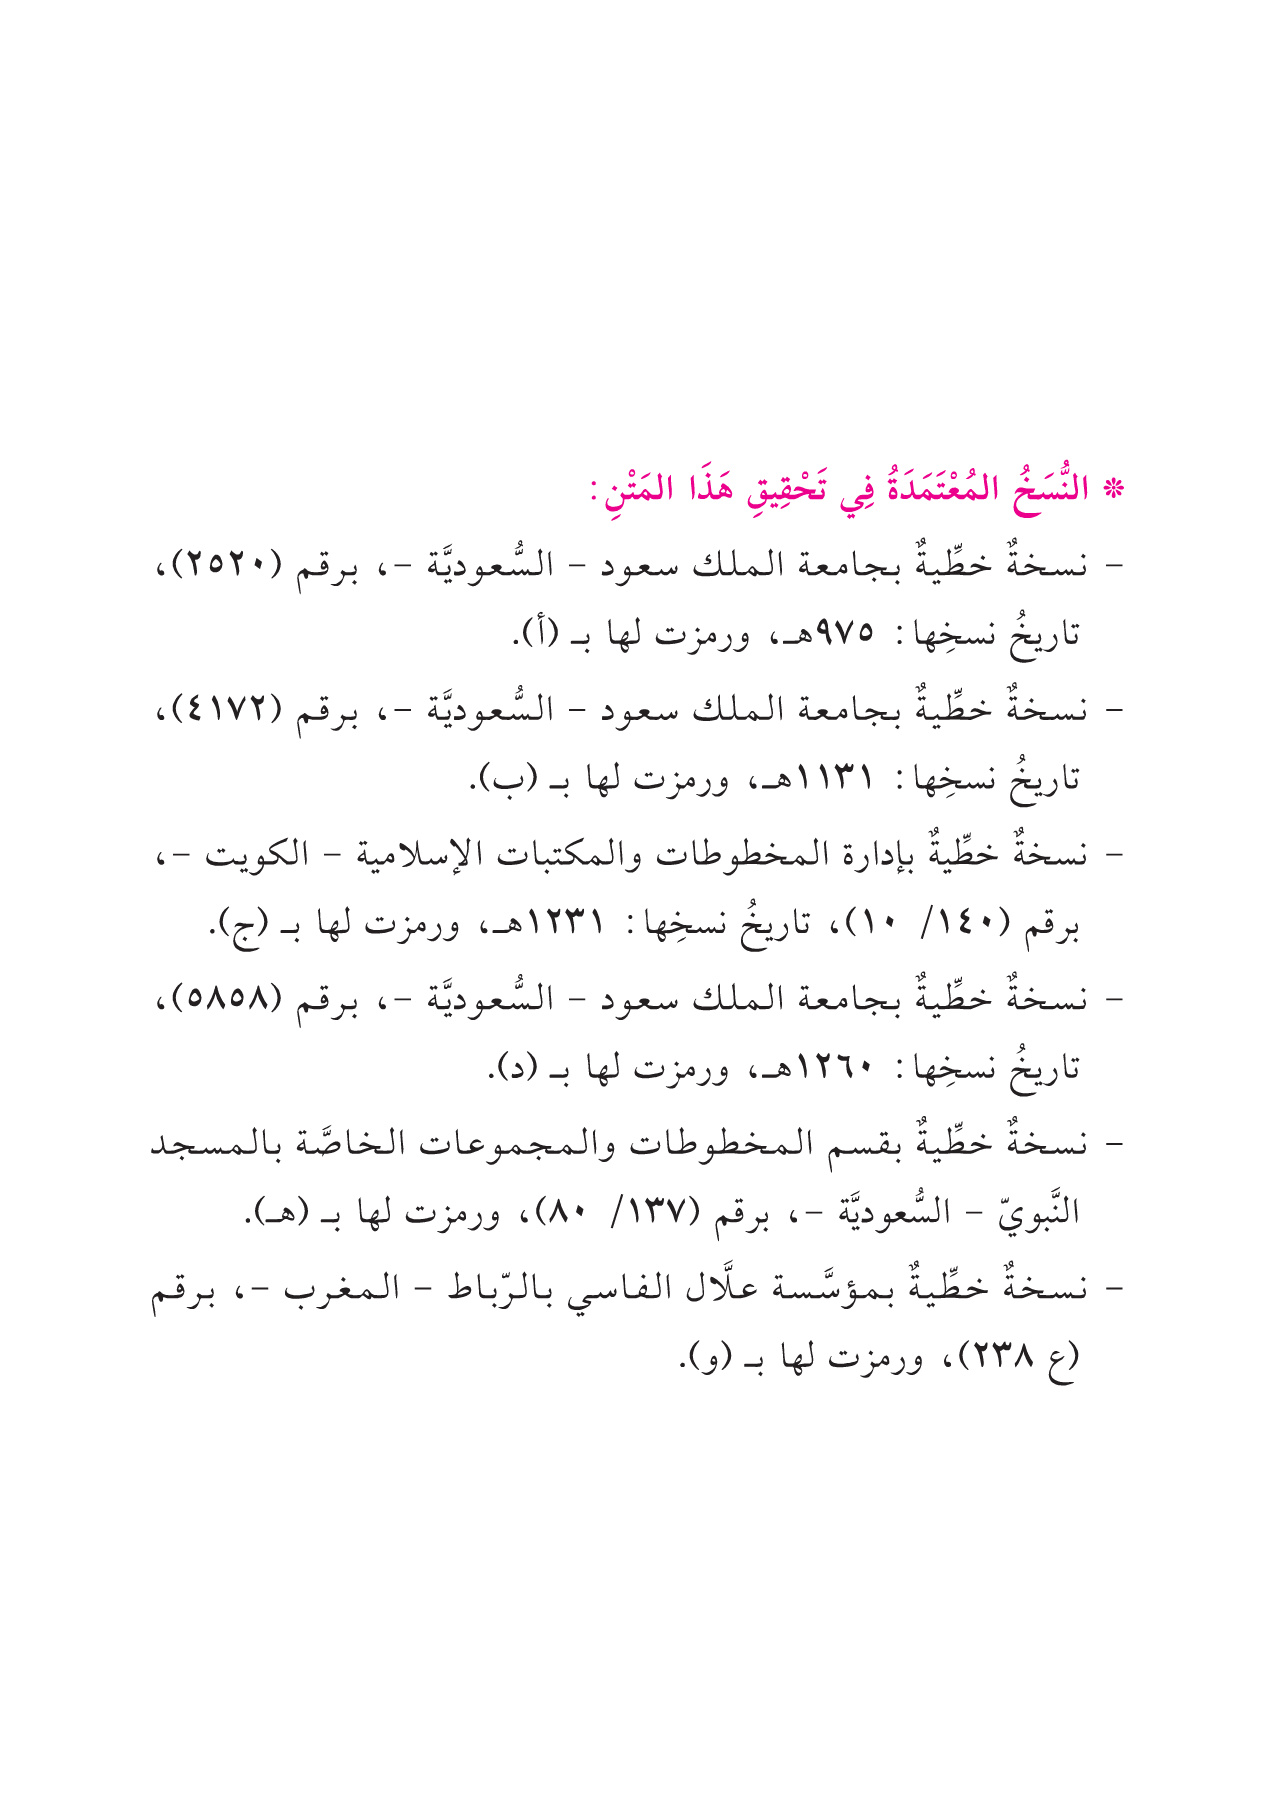 * النُّسَخُ المُعْتَمَدَةُ فِي تَحْقِيقِ هَذَا المَتْنِ:
- نسخةٌ خطِّيةٌ بجامعة الملك سعود - السُّعوديَّة -، برقم (٢٥٢٠)،
تاريخُ نسخِها: ٩٧٥هـ، ورمزت لها بـ (أ).
- نسخةٌ خطِّيةٌ بجامعة الملك سعود - السُّعوديَّة -، برقم (٤١٧٢)،
تاريخُ نسخِها: ١١٣١هـ، ورمزت لها بـ (ب).
- نسخةٌ خطِّيةٌ بإدارة المخطوطات والمكتبات الإسلامية - الكويت -،
برقم (١٤٠/ ١٠)، تاريخُ نسخِها: ١٢٣١هـ، ورمزت لها بـ (ج).
- نسخةٌ خطِّيةٌ بجامعة الملك سعود - السُّعوديَّة -، برقم (٥٨٥٨)،
تاريخُ نسخِها: ١٢٦٠هـ، ورمزت لها بـ (د).
- نسخةٌ خطِّيةٌ بقسم المخطوطات والمجموعات الخاصَّة بالمسجد
النَّبويّ - السُّعوديَّة -، برقم (١٣٧/ ٨٠)، ورمزت لها بـ (هـ).
- نسخةٌ خطِّيةٌ بمؤسَّسة علَّال الفاسي بالرّباط - المغرب -، برقم
(ع ٢٣٨)، ورمزت لها بـ (و).